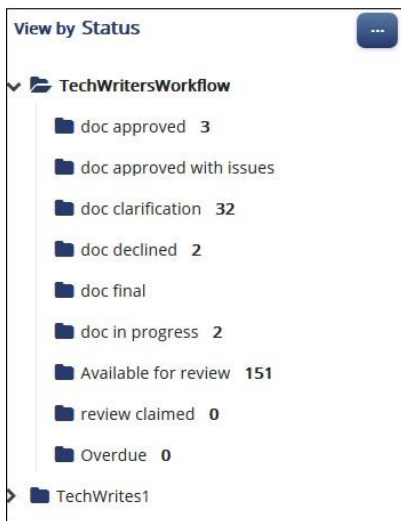 View by Status
...
TechWritersWorkflow
doc approved 3
doc approved with issues
doc clarification 32
doc declined 2
doc final
doc in progress 2
Available for review 151
review claimed 0
Overdue 0
TechWrites1